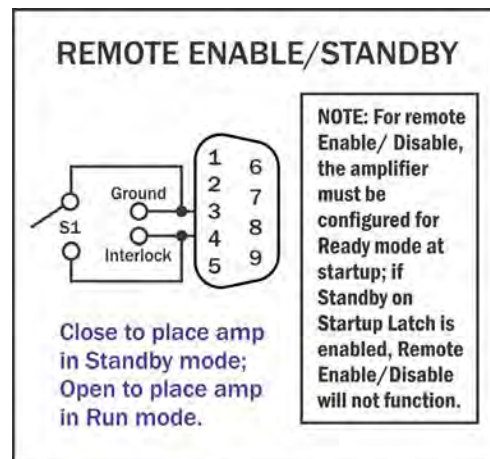 REMOTE ENABLE/STANDBY
1
2
3
4
5
6
7
8
9
Ground
S1
Interlock
Close to place amp
in Standby mode;
Open to place amp
in Run mode.
NOTE: For remote
Enable/ Disable,
the amplifier
must be
configured for
Ready mode at
startup; if
Standby on
Startup Latch is
enabled, Remote
Enable/Disable
will not function.